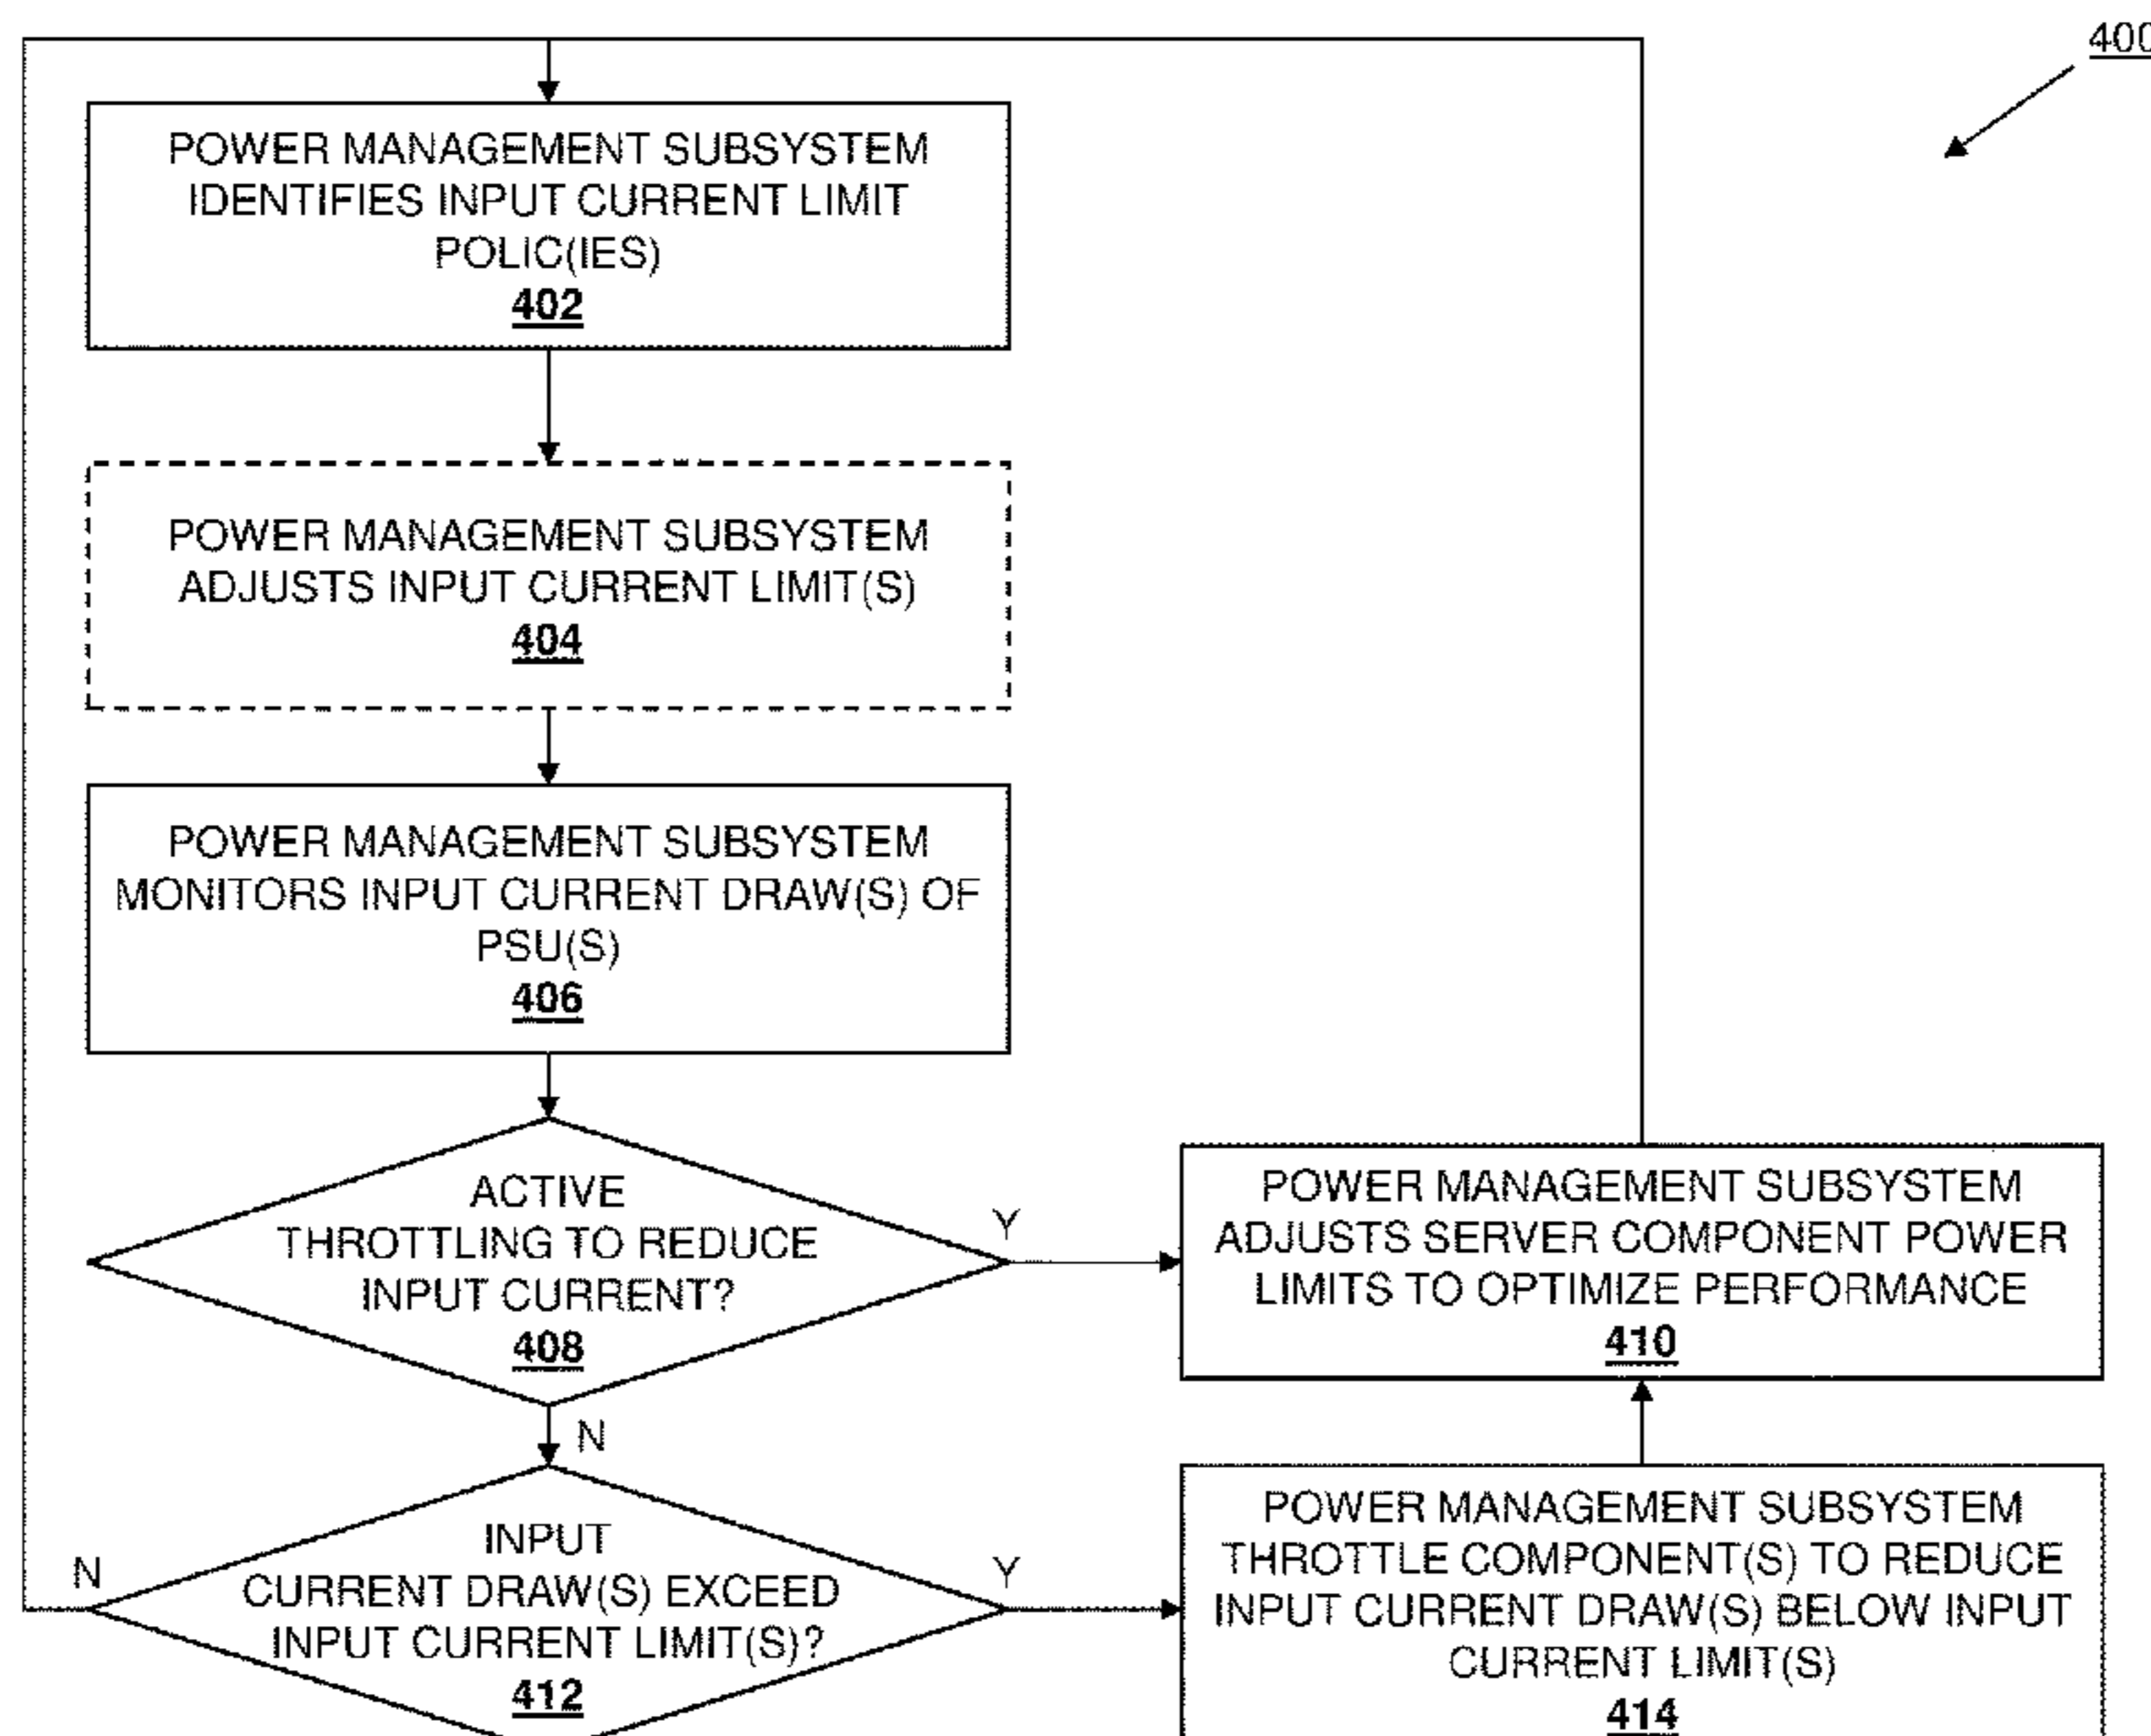 400
POWER MANAGEMENT SUBSYSTEM
IDENTIFIES INPUT CURRENT LIMIT
POLIC(IES)
402
POWER MANAGEMENT SUBSYSTEM
ADJUSTS INPUT CURRENT LIMIT(S)
404
POWER MANAGEMENT SUBSYSTEM
MONITORS INPUT CURRENT DRAW(S) OF
PSU(S)
406
ACTIVE
THROTTLING TO REDUCE
INPUT CURRENT?
408
Y
N
POWER MANAGEMENT SUBSYSTEM
ADJUSTS SERVER COMPONENT POWER
LIMITS TO OPTIMIZE PERFORMANCE
410
INPUT
CURRENT DRAW(S) EXCEED
INPUT CURRENT LIMIT(S)?
412
N
Y
POWER MANAGEMENT SUBSYSTEM
THROTTLE COMPONENT(S) TO REDUCE
INPUT CURRENT DRAW(S) BELOW INPUT
CURRENT LIMIT(S)
414